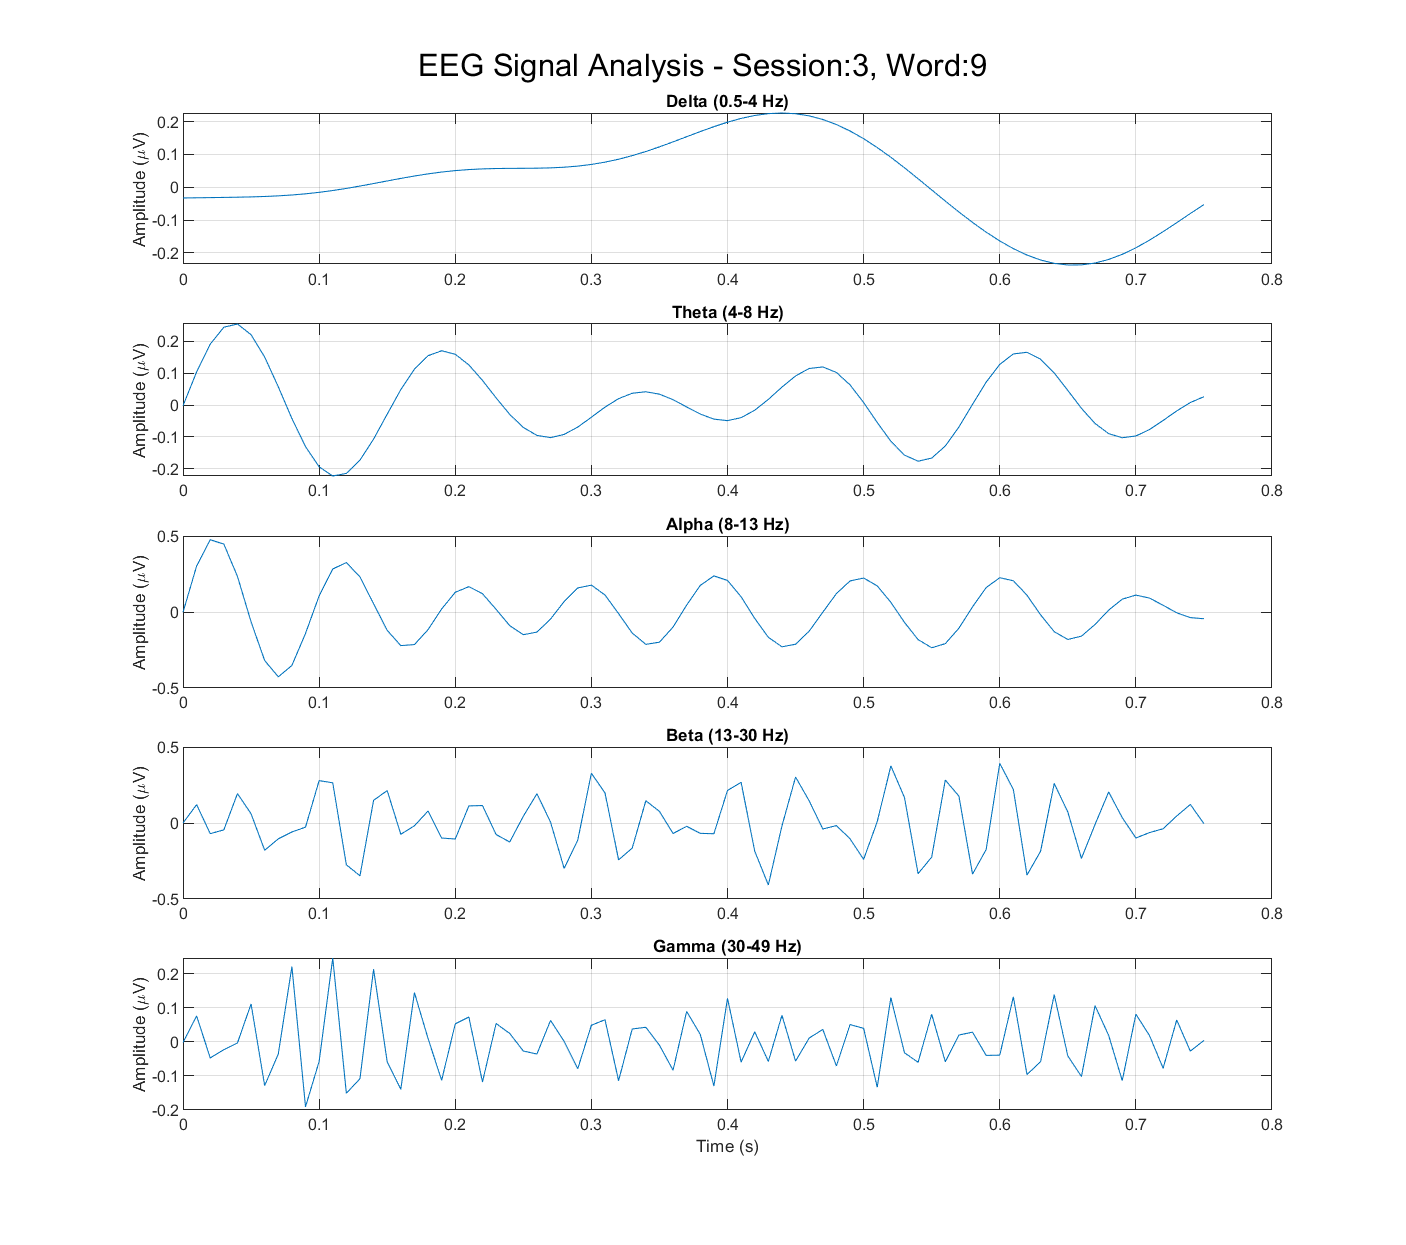 EEG Signal Analysis - Session:3, Word:9
Delta (0.5-4 Hz)
Amplitude (μV)
0.2
0.1
0
-0.1
-0.2
0 0.1 0.2 0.3 0.4 0.5 0.6 0.7 0.8
Theta (4-8 Hz)
Amplitude (μV)
0.2
0.1
0
-0.1
-0.2
0 0.1 0.2 0.3 0.4 0.5 0.6 0.7 0.8
Alpha (8-13 Hz)
Amplitude (μV)
0.5
0
-0.5
0 0.1 0.2 0.3 0.4 0.5 0.6 0.7 0.8
Beta (13-30 Hz)
Amplitude (μV)
0.5
0
-0.5
0 0.1 0.2 0.3 0.4 0.5 0.6 0.7 0.8
Gamma (30-49 Hz)
Amplitude (μV)
0.2
0.1
0
-0.1
-0.2
0 0.1 0.2 0.3 0.4 0.5 0.6 0.7 0.8
Time (s)